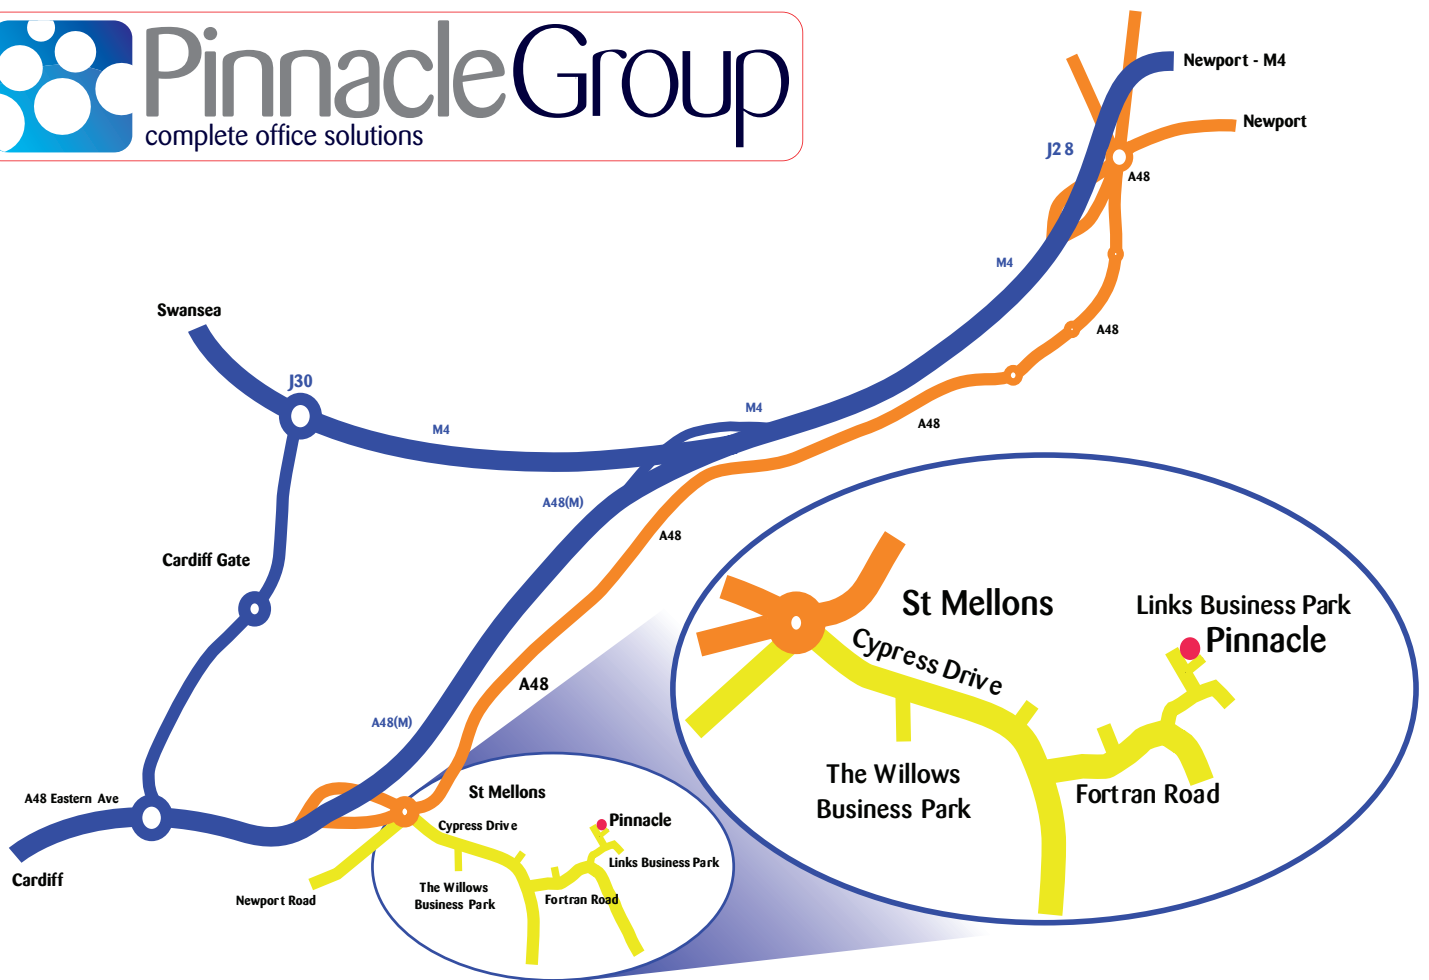 PinnacleGroup
complete office solutions
Newport - M4
Newport
J28
A48
M4
A48
Swansea
J30
M4
M4
A48
A48(M)
A48
Cardiff Gate
A48
A48(M)
A48 Eastern Ave
Cardiff
St Mellons
Cypress Drive
Pinnacle
Links Business Park
The Willows
Business Park
Fortran Road
Newport Road
St Mellons
Links Business Park
Pinnacle
Cypress Drive
The Willows
Business Park
Fortran Road